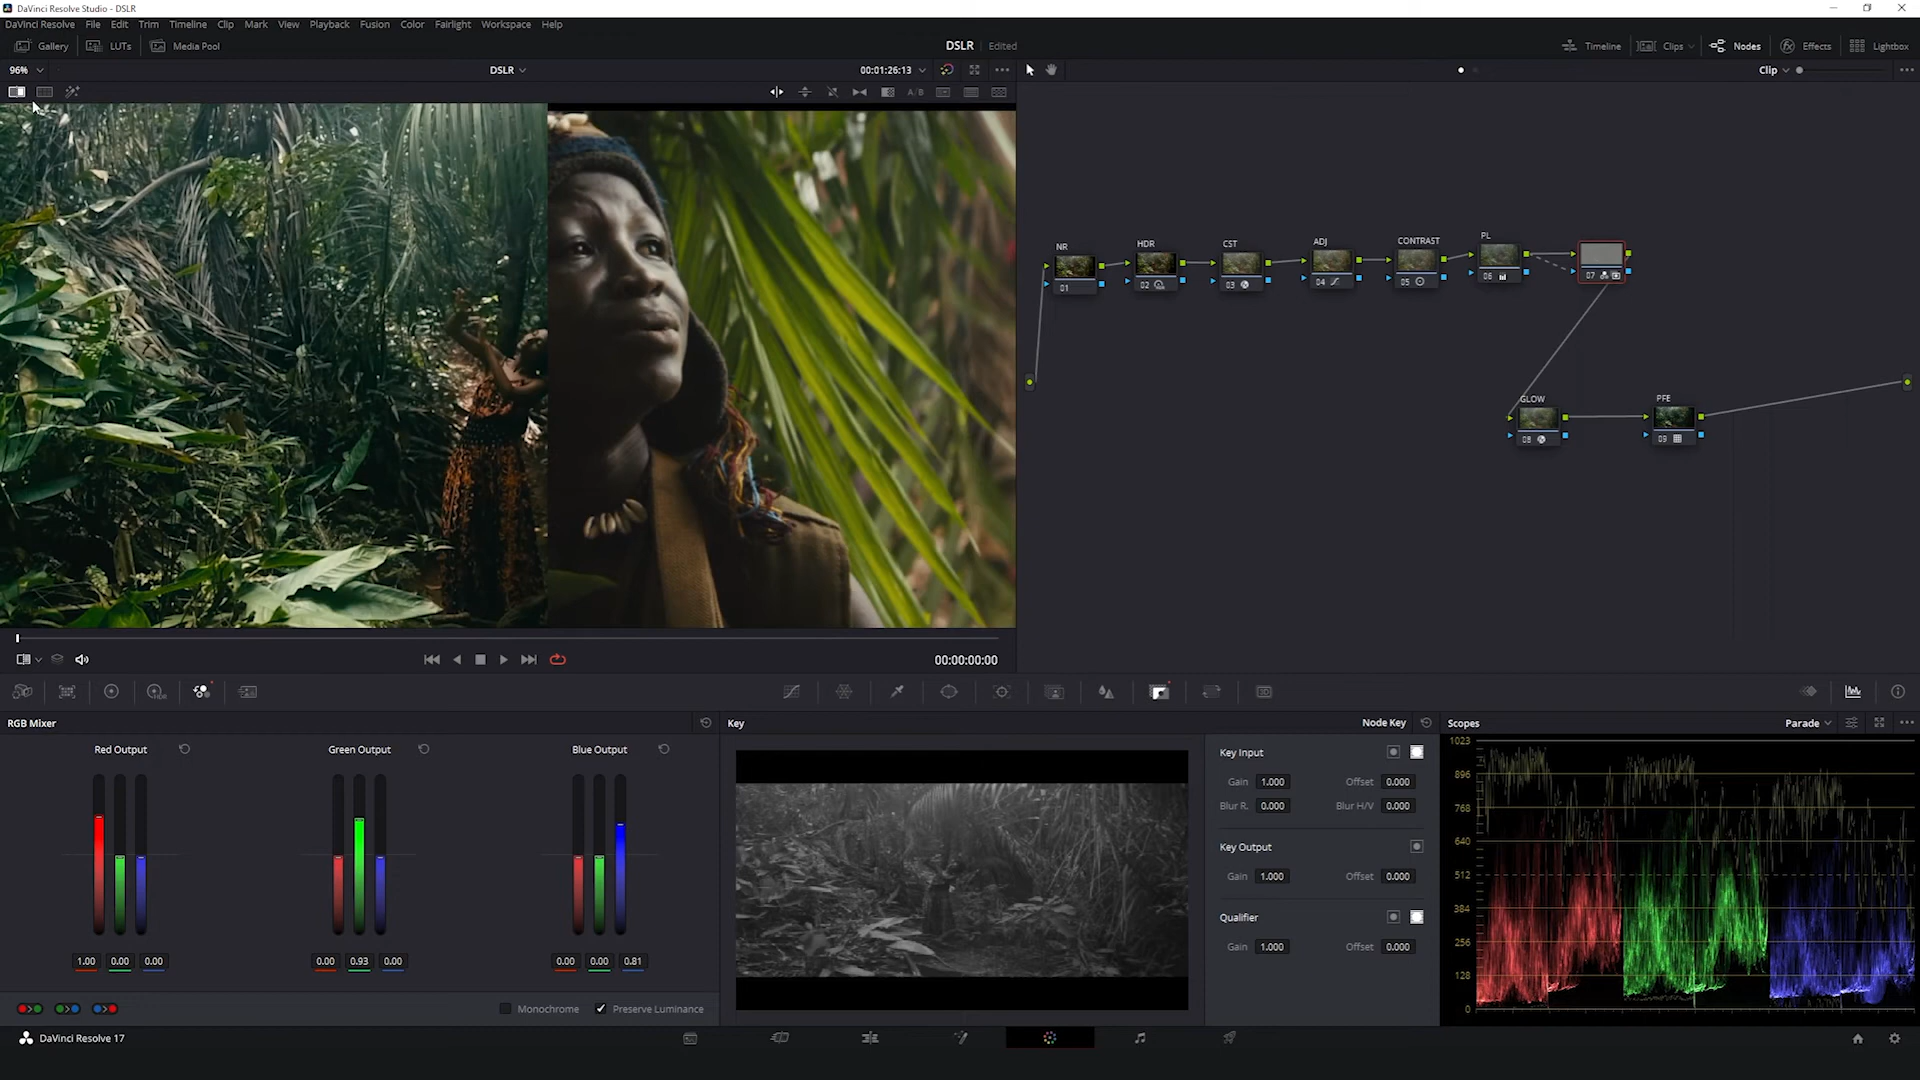 DaVinci Resolve Studio - DSLR
DaVinci Resolve File Edit Trim Timeline Clip Mark View Playback Fusion Color Fairlight Workspace Help
Gallery LUTs Media Pool DSLR Edited Timeline Clips Nodes Effects Lightbox
96% DSLR 00:01:26:13 Clip
A/B
NR HDR CST ADJ CONTRAST PL
01 02 03 04 05 06 07
GLOW PFE
08 09
00:00:00:00
HDR 3D
RGB Mixer Key Node Key Scopes Parade
Red Output Green Output Blue Output
Key Input
Gain 1.000 Offset 0.000
Blur R. 0.000 Blur H/V 0.000
Key Output
Gain 1.000 Offset 0.000
Qualifier
Gain 1.000 Offset 0.000
1023
896
768
640
512
384
256
128
0
1.00 0.00 0.00 0.00 0.93 0.00 0.00 0.00 0.81
Monochrome Preserve Luminance
DaVinci Resolve 17